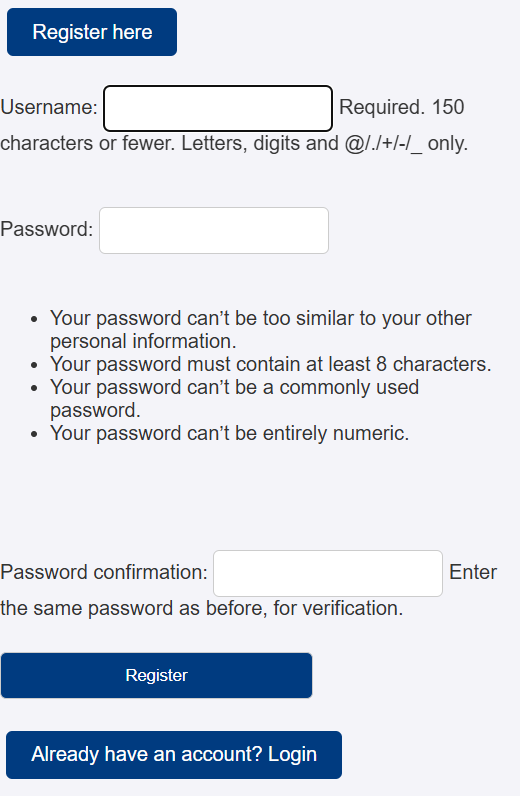 Register here
Username: Required. 150
characters or fewer. Letters, digits and @/./+/-/_ only.
Password:
• Your password can’t be too similar to your other
personal information.
• Your password must contain at least 8 characters.
• Your password can’t be a commonly used
password.
• Your password can’t be entirely numeric.
Password confirmation: Enter
the same password as before, for verification.
Register
Already have an account? Login